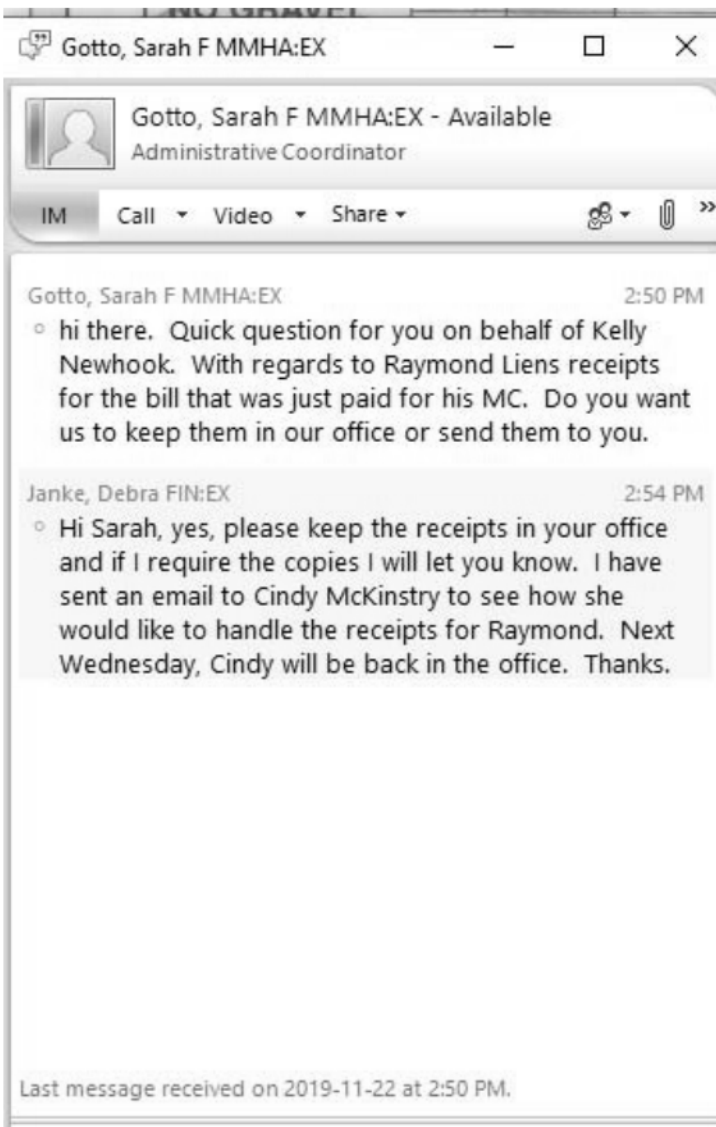 NO GRAVEL
Gotto, Sarah F MMHA:EX
Gotto, Sarah F MMHA:EX - Available
Administrative Coordinator
IM Call Video Share »
Gotto, Sarah F MMHA:EX 2:50 PM
hi there. Quick question for you on behalf of Kelly
Newhook. With regards to Raymond Liens receipts
for the bill that was just paid for his MC. Do you want
us to keep them in our office or send them to you.
Janke, Debra FIN:EX 2:54 PM
Hi Sarah, yes, please keep the receipts in your office
and if I require the copies I will let you know. I have
sent an email to Cindy McKinstry to see how she
would like to handle the receipts for Raymond. Next
Wednesday, Cindy will be back in the office. Thanks.
Last message received on 2019-11-22 at 2:50 PM.